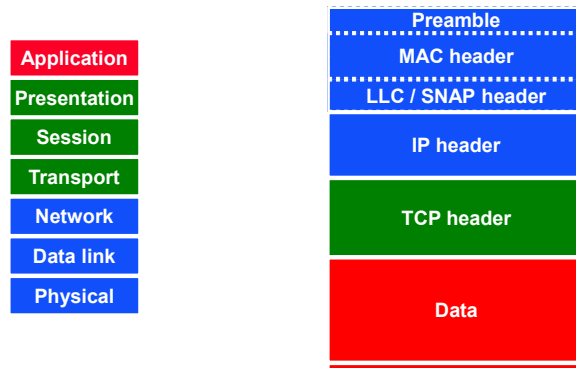 Application
Presentation
Session
Transport
Network
Data link
Physical
Preamble
MAC header
LLC / SNAP header
IP header
TCP header
Data